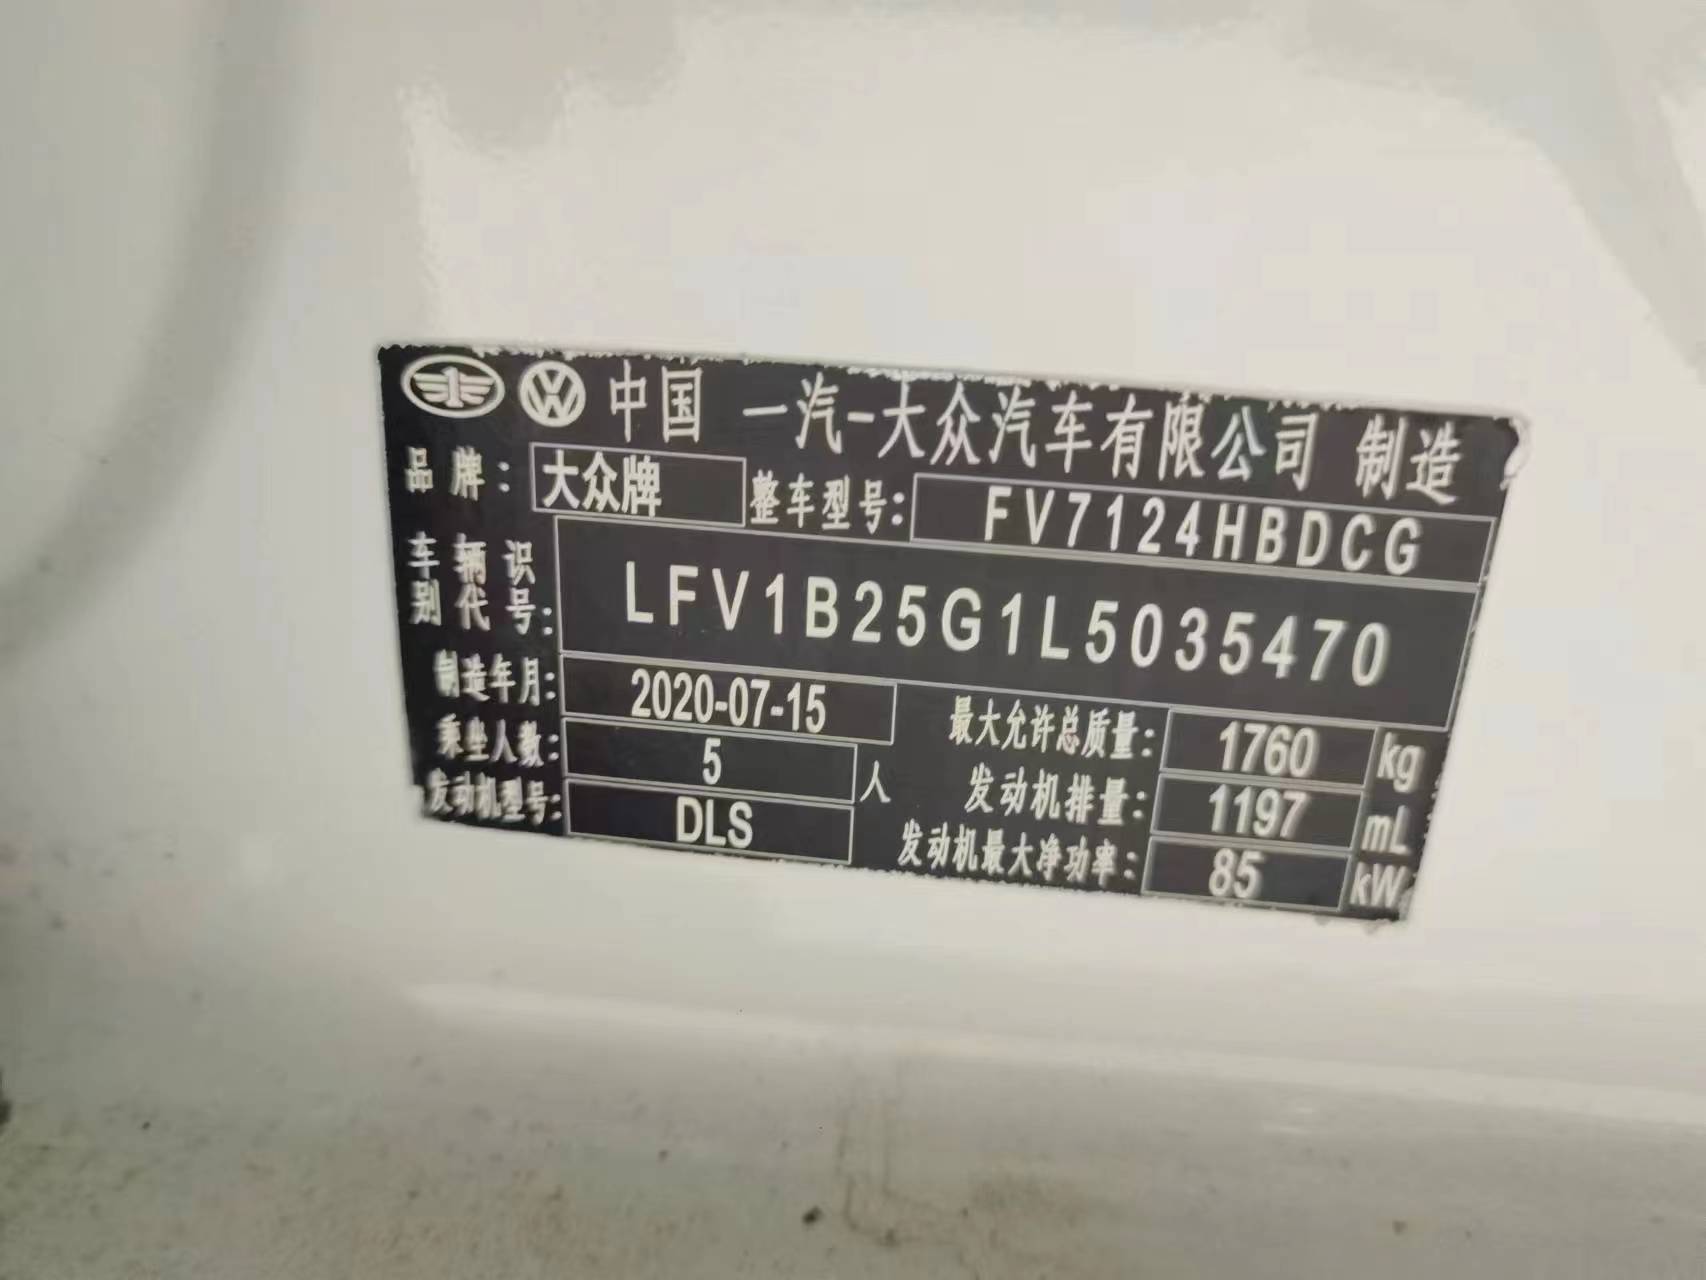 中国 一汽-大众汽车有限公司 制造
品牌: 大众牌 整车型号: FV7124HBDCG
车辆识别代号: LFV1B25G1L5035470
制造年月: 2020-07-15 最大允许总质量: 1760 kg
乘坐人数: 5 人 发动机排量: 1197 mL
发动机型号: DLS 发动机最大净功率: 85 kW